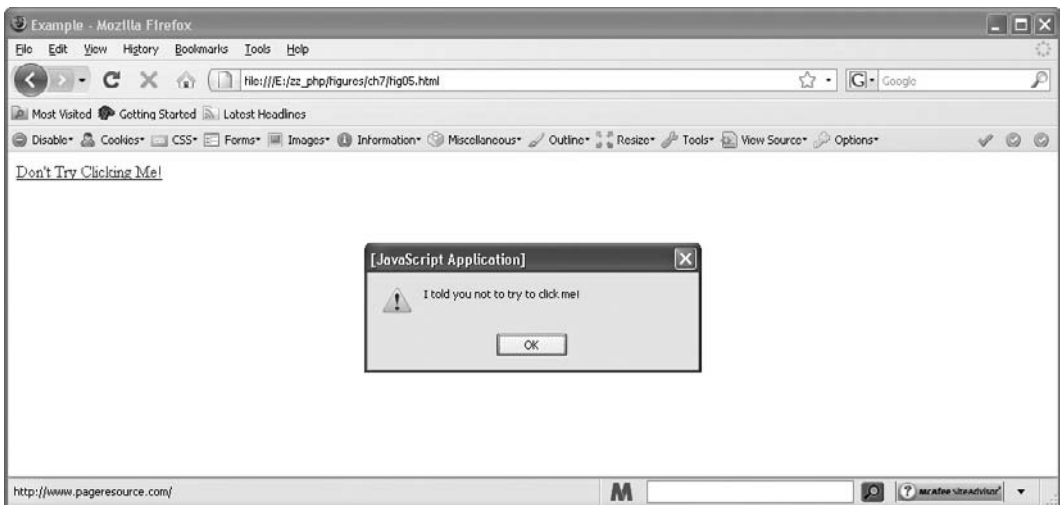 Example - Mozilla Firefox
File Edit View History Bookmarks Tools Help
file:///E:/zz_php/figures/ch7/fig05.html
G Google
Most Visited Getting Started Latest Headlines
Disable Cookies CSS Forms Images Information Miscellaneous Outline Resize Tools View Source Options
Don't Try Clicking Me!
[JavaScript Application]
I told you not to try to click me!
OK
http://www.pageresource.com/
M
McAfee SiteAdvisor